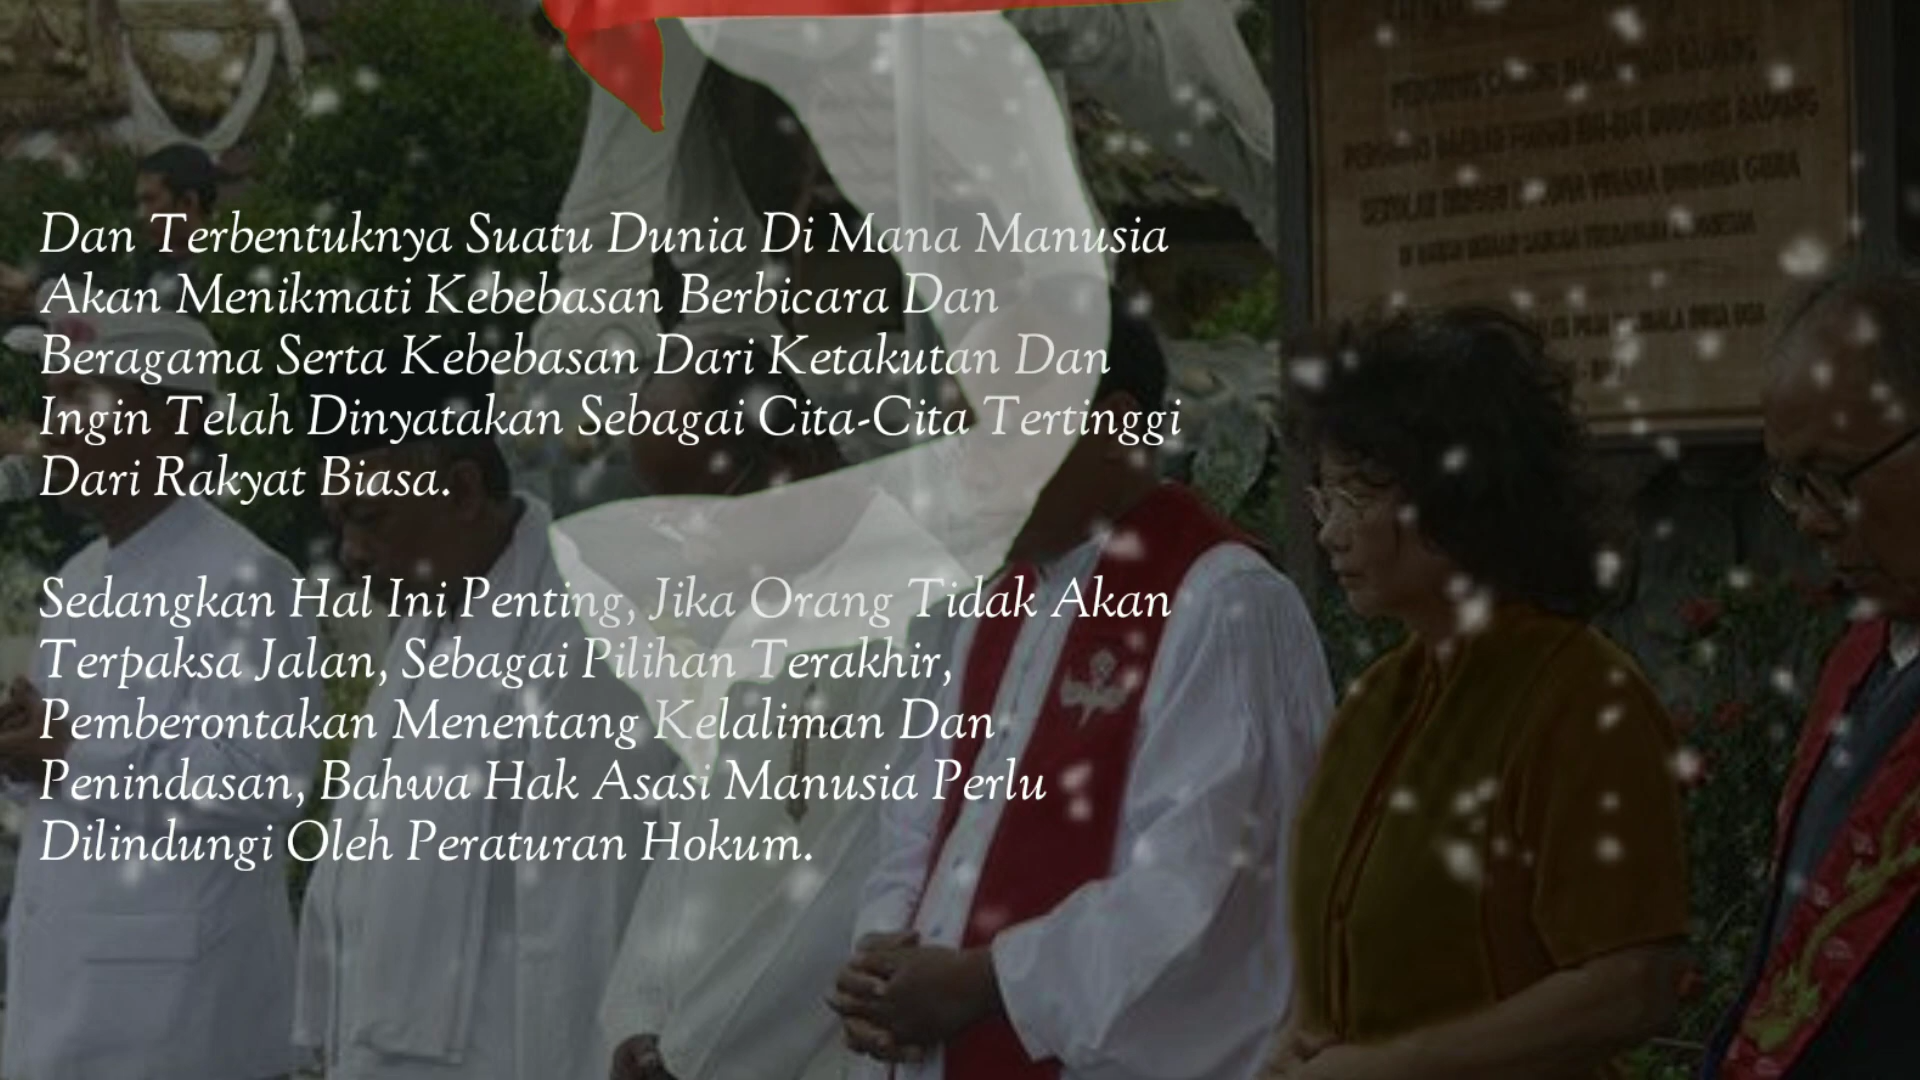 Dan Terbentuknya Suatu Dunia Di Mana Manusia
Akan Menikmati Kebebasan Berbicara Dan
Beragama Serta Kebebasan Dari Ketakutan Dan
Ingin Telah Dinyatakan Sebagai Cita-Cita Tertinggi
Dari Rakyat Biasa.
Sedangkan Hal Ini Penting, Jika Orang Tidak Akan
Terpaksa Jalan, Sebagai Pilihan Terakhir,
Pemberontakan Menentang Kelaliman Dan
Penindasan, Bahwa Hak Asasi Manusia Perlu
Dilindungi Oleh Peraturan Hokum.